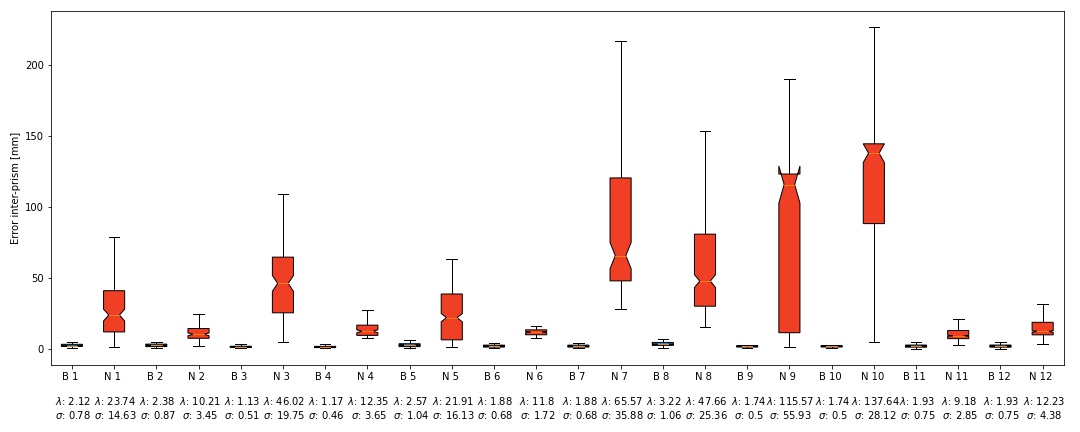 Error inter-prism [mm]
200
150
100
50
0
B 1 N 1 B 2 N 2 B 3 N 3 B 4 N 4 B 5 N 5 B 6 N 6 B 7 N 7 B 8 N 8 B 9 N 9 B 10 N 10 B 11 N 11 B 12 N 12
λ: 2.12 λ: 23.74 λ: 2.38 λ: 10.21 λ: 1.13 λ: 46.02 λ: 1.17 λ: 12.35 λ: 2.57 λ: 21.91 λ: 1.88 λ: 11.8 λ: 1.88 λ: 65.57 λ: 3.22 λ: 47.66 λ: 1.74 λ: 115.57 λ: 1.74 λ: 137.64 λ: 1.93 λ: 9.21 λ: 1.93 λ: 12.23
σ: 0.78 σ: 14.63 σ: 0.87 σ: 3.45 σ: 0.51 σ: 19.75 σ: 0.46 σ: 3.65 σ: 1.04 σ: 16.13 σ: 0.68 σ: 1.72 σ: 0.68 σ: 35.88 σ: 1.06 σ: 25.36 σ: 0.5 σ: 55.93 σ: 0.5 σ: 28.12 σ: 0.75 σ: 2.85 σ: 0.75 σ: 4.38